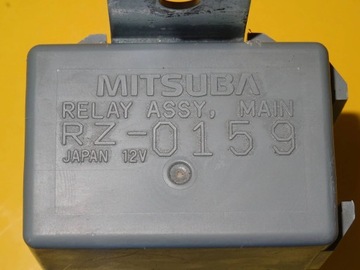 MITSUBA
RELAY ASSY, MAIN
RZ-0159
JAPAN 12V